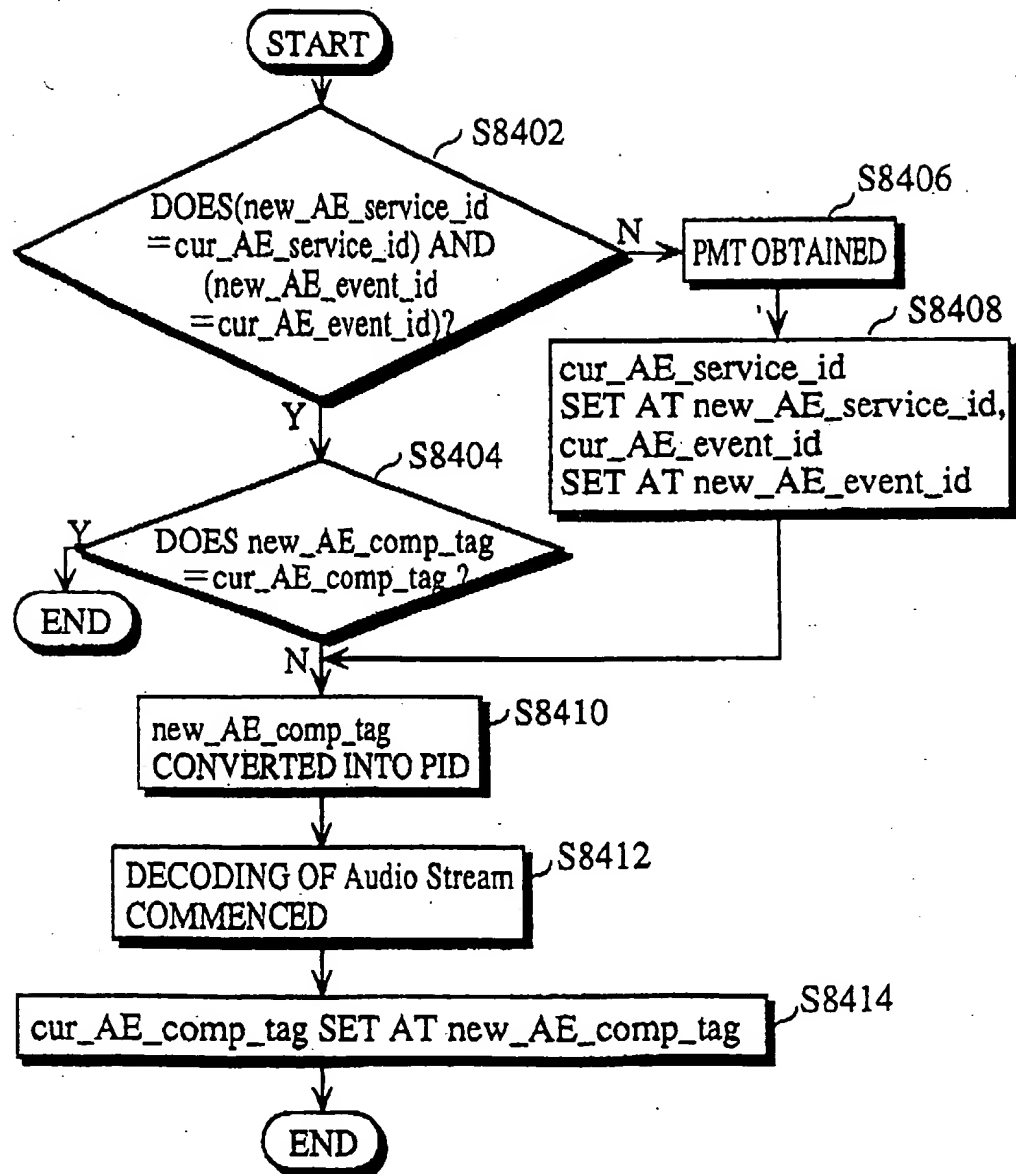 START
S8402
DOES(new_AE_service_id
=cur_AE_service_id) AND
(new_AE_event_id
=cur_AE_event_id)?
N
S8406
PMT OBTAINED
S8408
cur_AE_service_id
SET AT new_AE_service_id,
cur_AE_event_id
SET AT new_AE_event_id
Y
S8404
DOES new_AE_comp_tag
=cur_AE_comp_tag ?
Y
END
N
S8410
new_AE_comp_tag
CONVERTED INTO PID
S8412
DECODING OF Audio Stream
COMMENCED
S8414
cur_AE_comp_tag SET AT new_AE_comp_tag
END